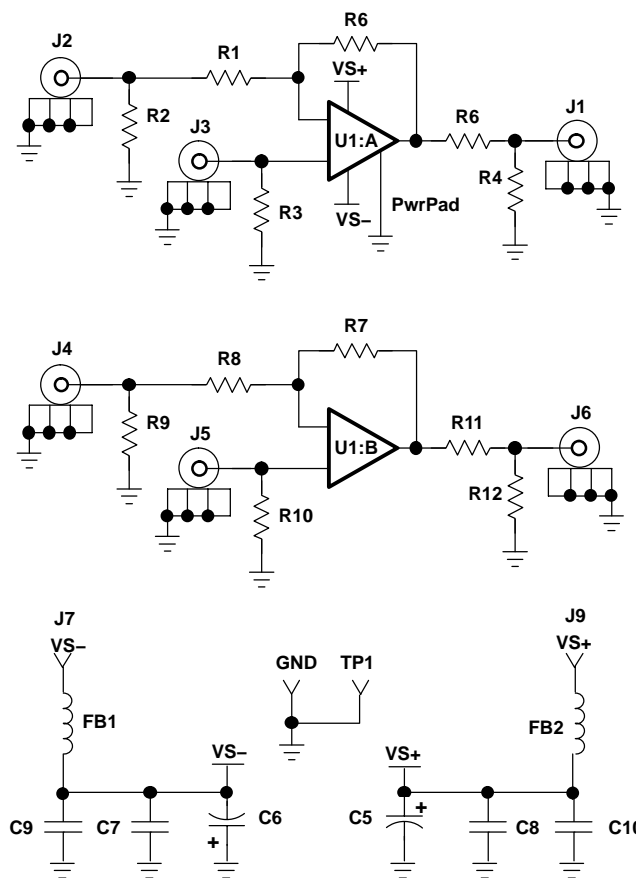 R6
J2
R1
VS+
R2
J3
U1:A
R6
J1
R3
VS–
PwrPad
R4
R7
J4
R8
R9
J5
U1:B
R11
J6
R10
R12
J7
VS–
J9
VS+
GND
TP1
FB1
FB2
VS–
VS+
C9
C7
C6
+
C5
+
C8
C10